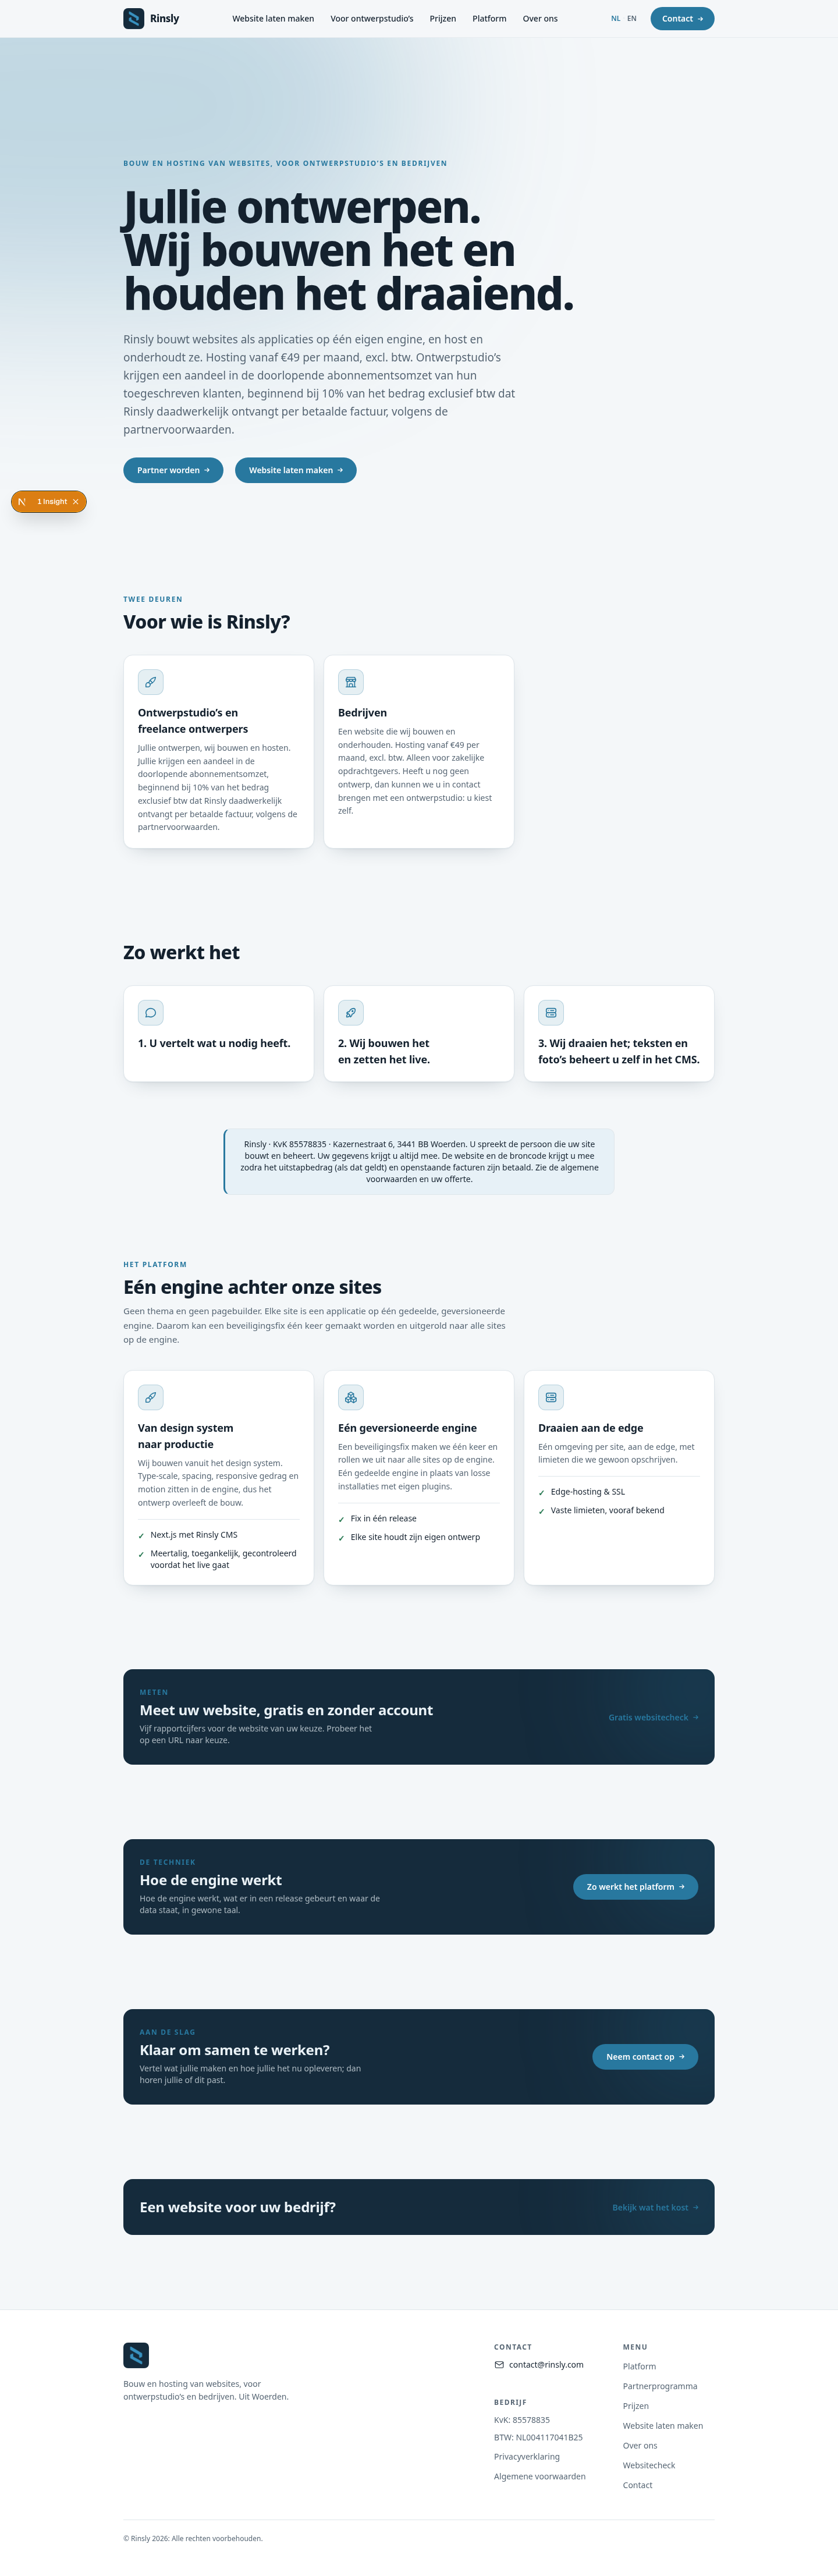 Rinsly
Website laten maken
Voor ontwerpstudio's
Prijzen
Platform
Over ons
NL EN
Contact →
BOUW EN HOSTING VAN WEBSITES, VOOR ONTWERPSTUDIO'S EN BEDRIJVEN
Jullie ontwerpen.
Wij bouwen het en
houden het draaiend.
Rinsly bouwt websites als applicaties op één eigen engine, en host en
onderhoudt ze. Hosting vanaf €49 per maand, excl. btw. Ontwerpstudio's
krijgen een aandeel in de doorlopende abonnementsomzet van hun
toegeschreven klanten, beginnend bij 10% van het bedrag exclusief btw dat
Rinsly daadwerkelijk ontvangt per betaalde factuur, volgens de
partnervoorwaarden.
Partner worden →
Website laten maken →
1 Insight ×
TWEE DEUREN
Voor wie is Rinsly?
Ontwerpstudio's en
freelance ontwerpers
Jullie ontwerpen, wij bouwen en hosten.
Jullie krijgen een aandeel in de
doorlopende abonnementsomzet,
beginnend bij 10% van het bedrag
exclusief btw dat Rinsly daadwerkelijk
ontvangt per betaalde factuur, volgens de
partnervoorwaarden.
Bedrijven
Een website die wij bouwen en
onderhouden. Hosting vanaf €49 per
maand, excl. btw. Alleen voor zakelijke
opdrachtgevers. Heeft u nog geen
ontwerp, dan kunnen we u in contact
brengen met een ontwerpstudio: u kiest
zelf.
Zo werkt het
1. U vertelt wat u nodig heeft.
2. Wij bouwen het
en zetten het live.
3. Wij draaien het; teksten en
foto's beheert u zelf in het CMS.
Rinsly · KvK 85578835 · Kazernestraat 6, 3441 BB Woerden. U spreekt de persoon die uw site
bouwt en beheert. Uw gegevens krijgt u altijd mee. De website en de broncode krijgt u mee
zodra het uitstapbedrag (als dat geldt) en openstaande facturen zijn betaald. Zie de algemene
voorwaarden en uw offerte.
HET PLATFORM
Eén engine achter onze sites
Geen thema en geen pagebuilder. Elke site is een applicatie op één gedeelde, geversioneerde
engine. Daarom kan een beveiligingsfix één keer gemaakt worden en uitgerold naar alle sites
op de engine.
Van design system
naar productie
Wij bouwen vanuit het design system.
Type-scale, spacing, responsive gedrag en
motion zitten in de engine, dus het
ontwerp overleeft de bouw.
✓ Next.js met Rinsly CMS
✓ Meertalig, toegankelijk, gecontroleerd
voordat het live gaat
Eén geversioneerde engine
Een beveiligingsfix maken we één keer en
rollen we uit naar alle sites op de engine.
Eén gedeelde engine in plaats van losse
installaties met eigen plugins.
✓ Fix in één release
✓ Elke site houdt zijn eigen ontwerp
Draaien aan de edge
Eén omgeving per site, aan de edge, met
limieten die we gewoon opschrijven.
✓ Edge-hosting & SSL
✓ Vaste limieten, vooraf bekend
METEN
Meet uw website, gratis en zonder account
Vijf rapportcijfers voor de website van uw keuze. Probeer het
op een URL naar keuze.
Gratis websitecheck →
DE TECHNIEK
Hoe de engine werkt
Hoe de engine werkt, wat er in een release gebeurt en waar de
data staat, in gewone taal.
Zo werkt het platform →
AAN DE SLAG
Klaar om samen te werken?
Vertel wat jullie maken en hoe jullie het nu opleveren; dan
horen jullie of dit past.
Neem contact op →
Een website voor uw bedrijf?
Bekijk wat het kost →
Bouw en hosting van websites, voor
ontwerpstudio's en bedrijven. Uit Woerden.
CONTACT
contact@rinsly.com
BEDRIJF
KvK: 85578835
BTW: NL004117041B25
Privacyverklaring
Algemene voorwaarden
MENU
Platform
Partnerprogramma
Prijzen
Website laten maken
Over ons
Websitecheck
Contact
© Rinsly 2026: Alle rechten voorbehouden.